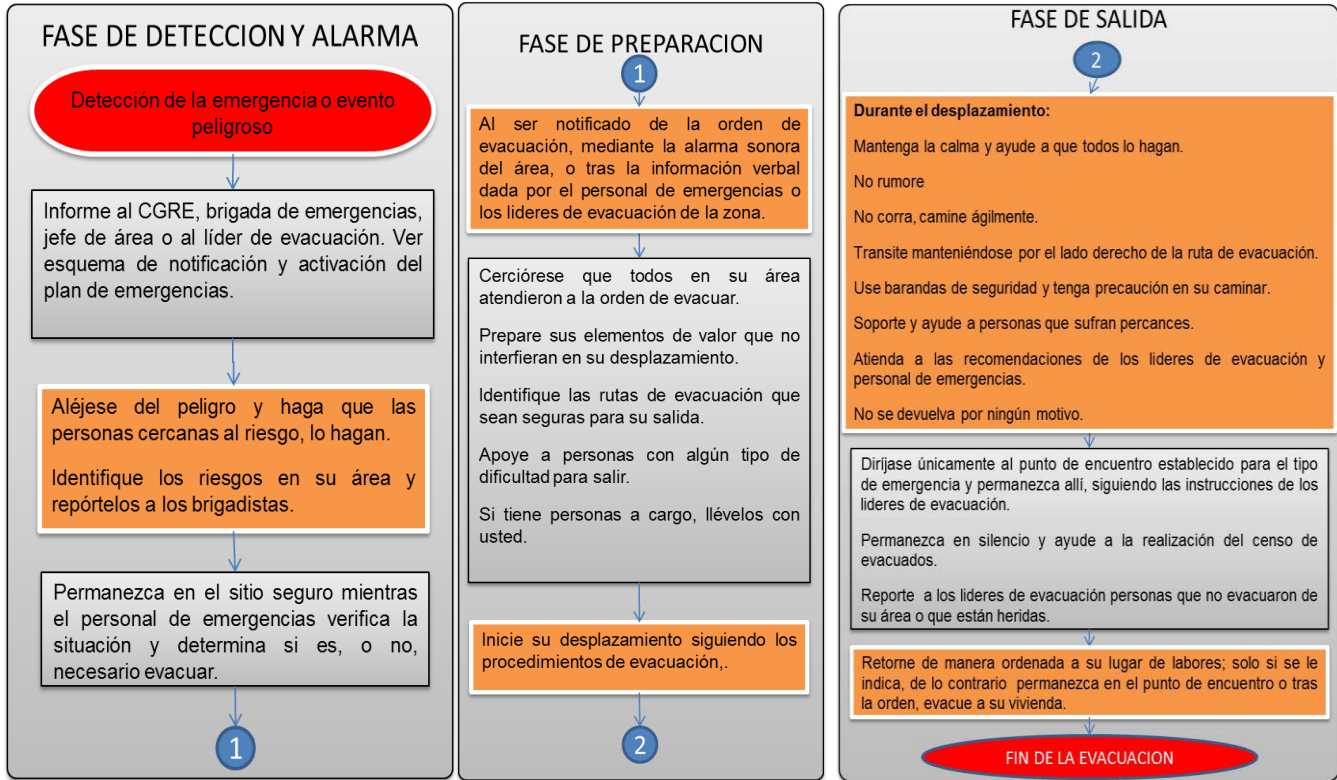 FASE DE DETECCION Y ALARMA
Detección de la emergencia o evento
peligroso
Informe al CGRE, brigada de emergencias,
jefe de área o al líder de evacuación. Ver
esquema de notificación y activación del
plan de emergencias.
Aléjese del peligro y haga que las
personas cercanas al riesgo, lo hagan.
Identifique los riesgos en su área y
repórtelos a los brigadistas.
Permanezca en el sitio seguro mientras
el personal de emergencias verifica la
situación y determina si es, o no,
necesario evacuar.
1
FASE DE PREPARACION
1
Al ser notificado de la orden de
evacuación, mediante la alarma sonora
del área, o tras la información verbal
dada por el personal de emergencias o
los lideres de evacuación de la zona.
Cerciórese que todos en su área
atendieron a la orden de evacuar.
Prepare sus elementos de valor que no
interfieran en su desplazamiento.
Identifique las rutas de evacuación que
sean seguras para su salida.
Apoye a personas con algún tipo de
dificultad para salir.
Si tiene personas a cargo, llévelos con
usted.
Inicie su desplazamiento siguiendo los
procedimientos de evacuación,.
2
FASE DE SALIDA
2
Durante el desplazamiento:
Mantenga la calma y ayude a que todos lo hagan.
No rumore
No corra, camine ágilmente.
Transite manteniéndose por el lado derecho de la ruta de evacuación.
Use barandas de seguridad y tenga precaución en su caminar.
Soporte y ayude a personas que sufran percances.
Atienda a las recomendaciones de los lideres de evacuación y
personal de emergencias.
No se devuelva por ningún motivo.
Diríjase únicamente al punto de encuentro establecido para el tipo
de emergencia y permanezca allí, siguiendo las instrucciones de los
lideres de evacuación.
Permanezca en silencio y ayude a la realización del censo de
evacuados.
Reporte a los lideres de evacuación personas que no evacuaron de
su área o que están heridas.
Retorne de manera ordenada a su lugar de labores; solo si se le
indica, de lo contrario permanezca en el punto de encuentro o tras
la orden, evacue a su vivienda.
FIN DE LA EVACUACION